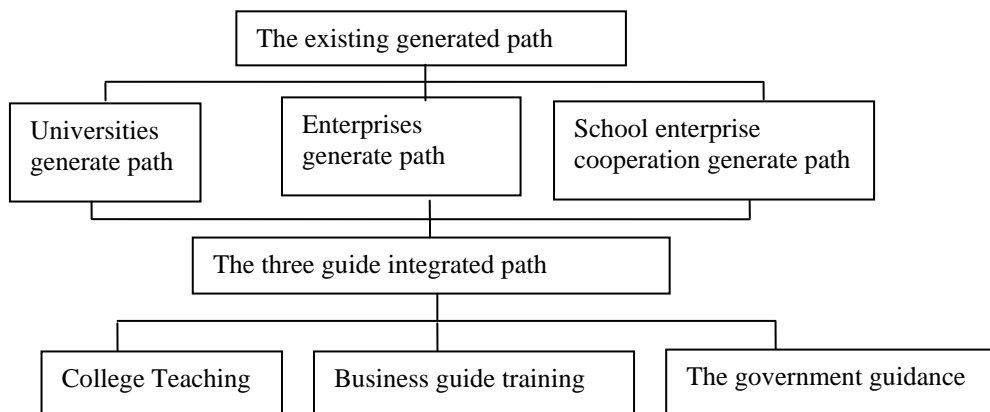 The existing generated path
Universities
generate path
Enterprises
generate path
School enterprise
cooperation generate path
The three guide integrated path
College Teaching
Business guide training
The government guidance